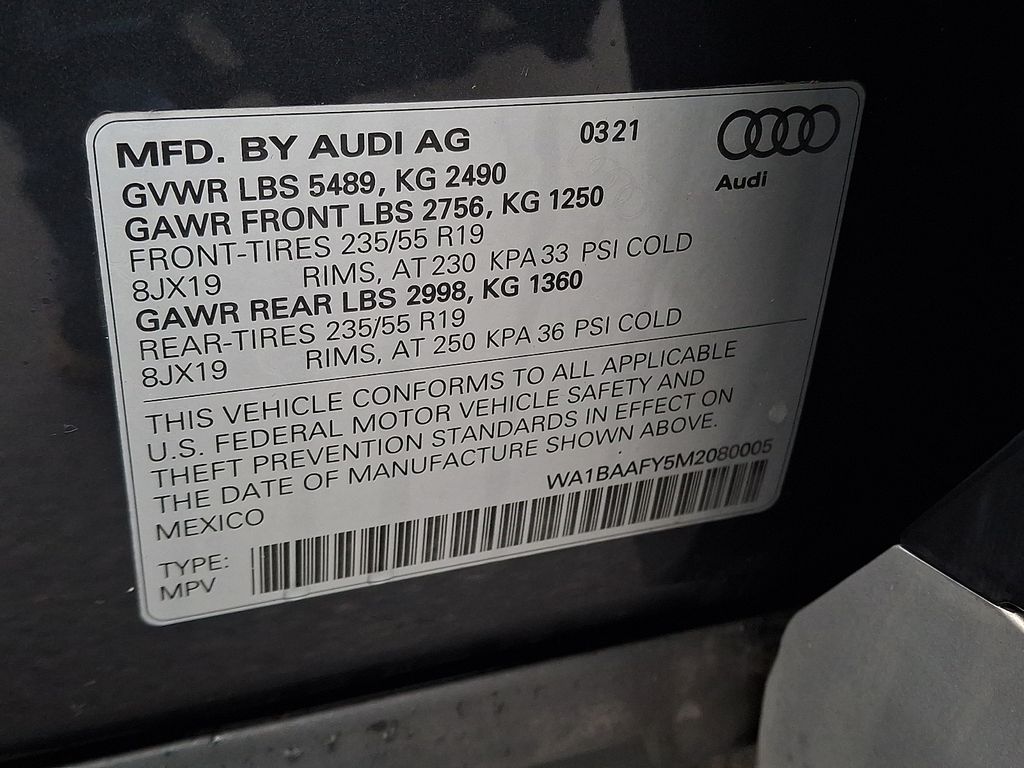 MFD. BY AUDI AG 0321
Audi
GVWR LBS 5489, KG 2490
GAWR FRONT LBS 2756, KG 1250
FRONT-TIRES 235/55 R19
8JX19 RIMS, AT 230 KPA 33 PSI COLD
GAWR REAR LBS 2998, KG 1360
REAR-TIRES 235/55 R19
8JX19 RIMS, AT 250 KPA 36 PSI COLD
THIS VEHICLE CONFORMS TO ALL APPLICABLE
U.S. FEDERAL MOTOR VEHICLE SAFETY AND
THEFT PREVENTION STANDARDS IN EFFECT ON
THE DATE OF MANUFACTURE SHOWN ABOVE.
MEXICO WA1BAAFY5M2080005
TYPE:
MPV